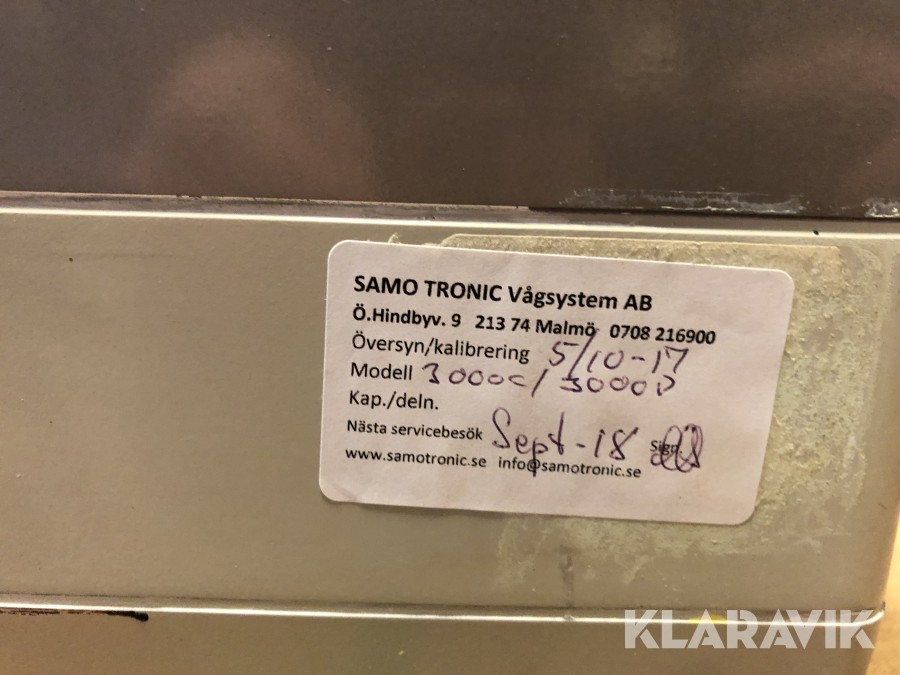 SAMO TRONIC Vågsystem AB
Ö.Hindbyv. 9 213 74 Malmö 0708 216900
Översyn/kalibrering 5/10-17
Modell 3000C/3000D
Kap./deln.
Nästa servicebesök Sept-18 Sign.
www.samotronic.se info@samotronic.se
KLARAVIK